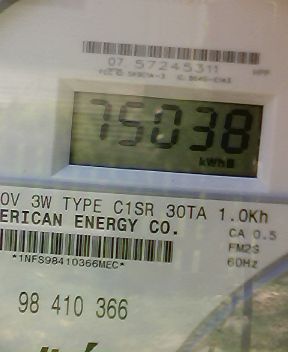 07 57245311 HPP
75038
kWh
0V 3W TYPE C1SR 30TA 1.0Kh
ERICAN ENERGY CO.
CA 0.5
FM2S
60Hz
*1NFS98410366MEC*
98 410 366